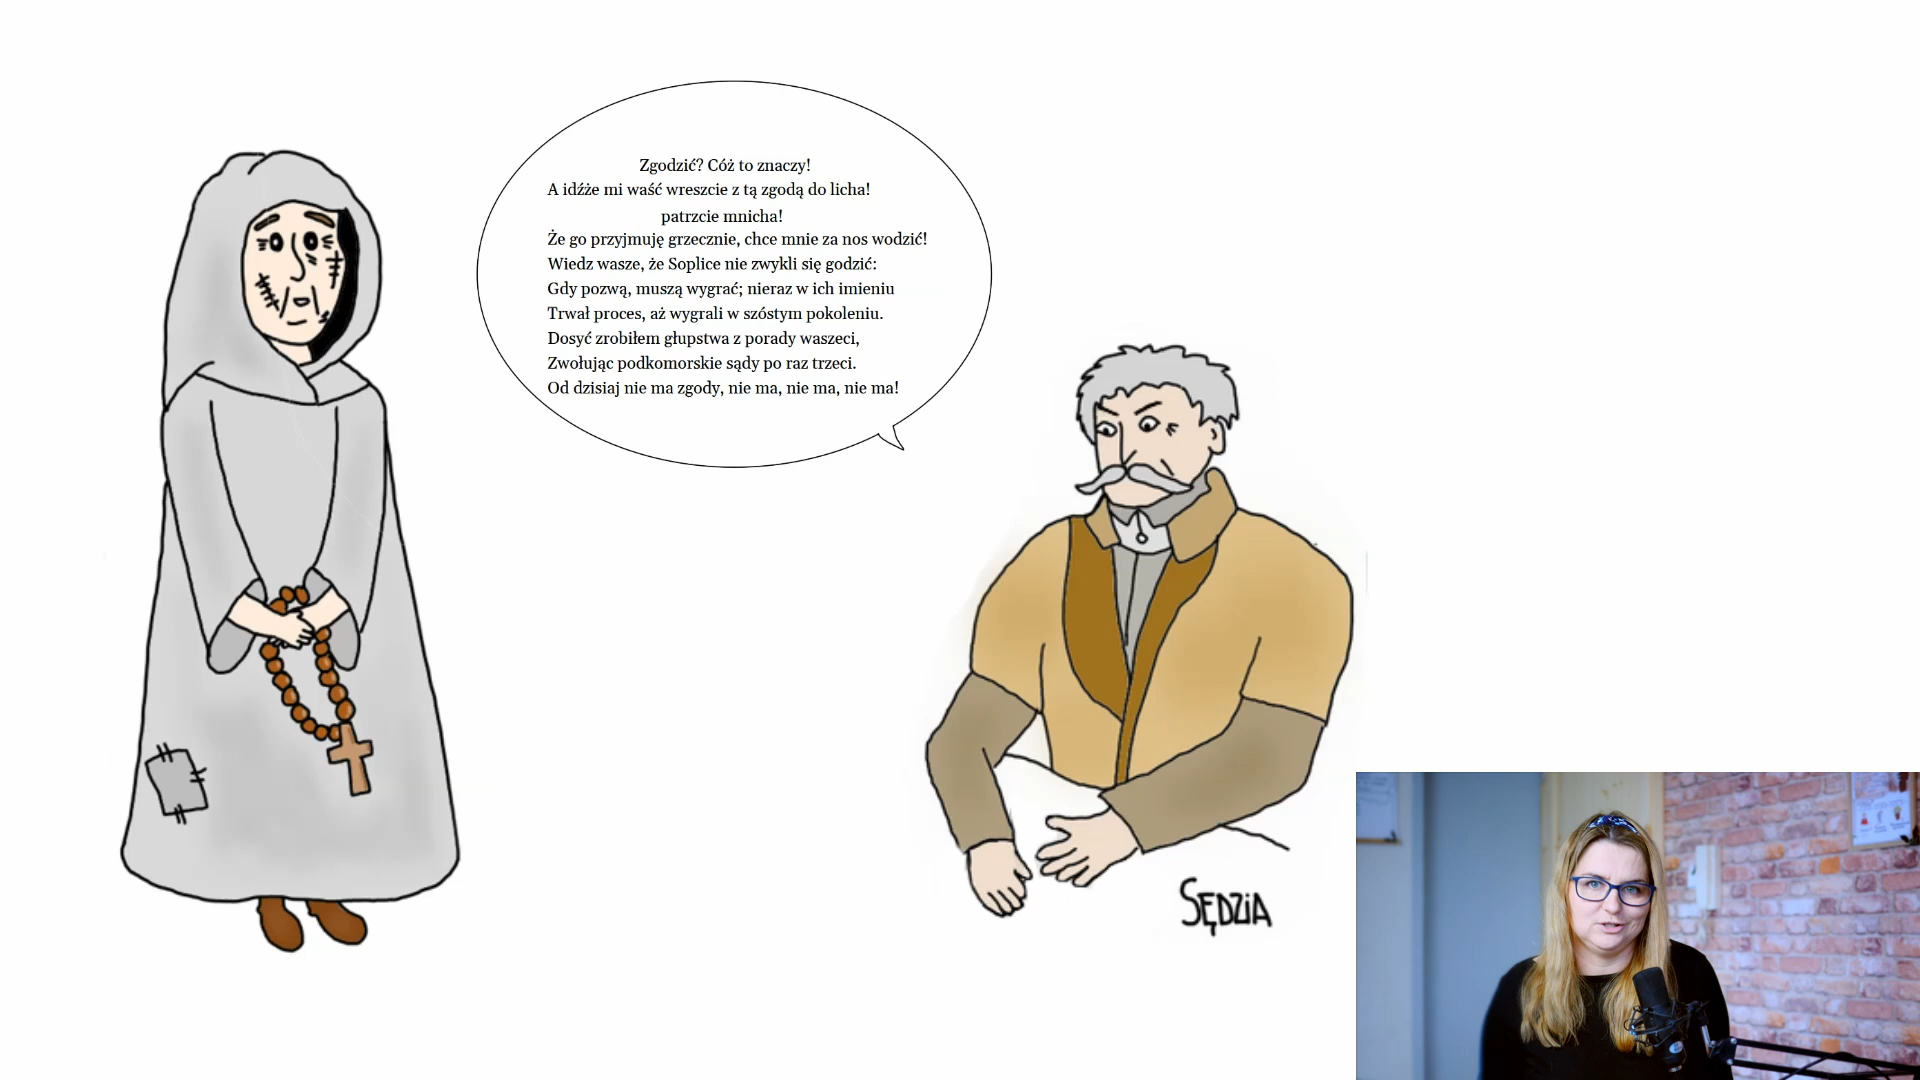 Zgodzić? Cóż to znaczy!
A idźże mi waść wreszcie z tą zgodą do licha!
patrzcie mnicha!
Że go przyjmuję grzecznie, chce mnie za nos wodzić!
Wiedz wasze, że Soplice nie zwykli się godzić:
Gdy pozwą, muszą wygrać; nieraz w ich imieniu
Trwał proces, aż wygrali w szóstym pokoleniu.
Dosyć zrobiłem głupstwa z porady waszeci,
Zwołując podkomorskie sądy po raz trzeci.
Od dzisiaj nie ma zgody, nie ma, nie ma, nie ma!
SĘDZiA